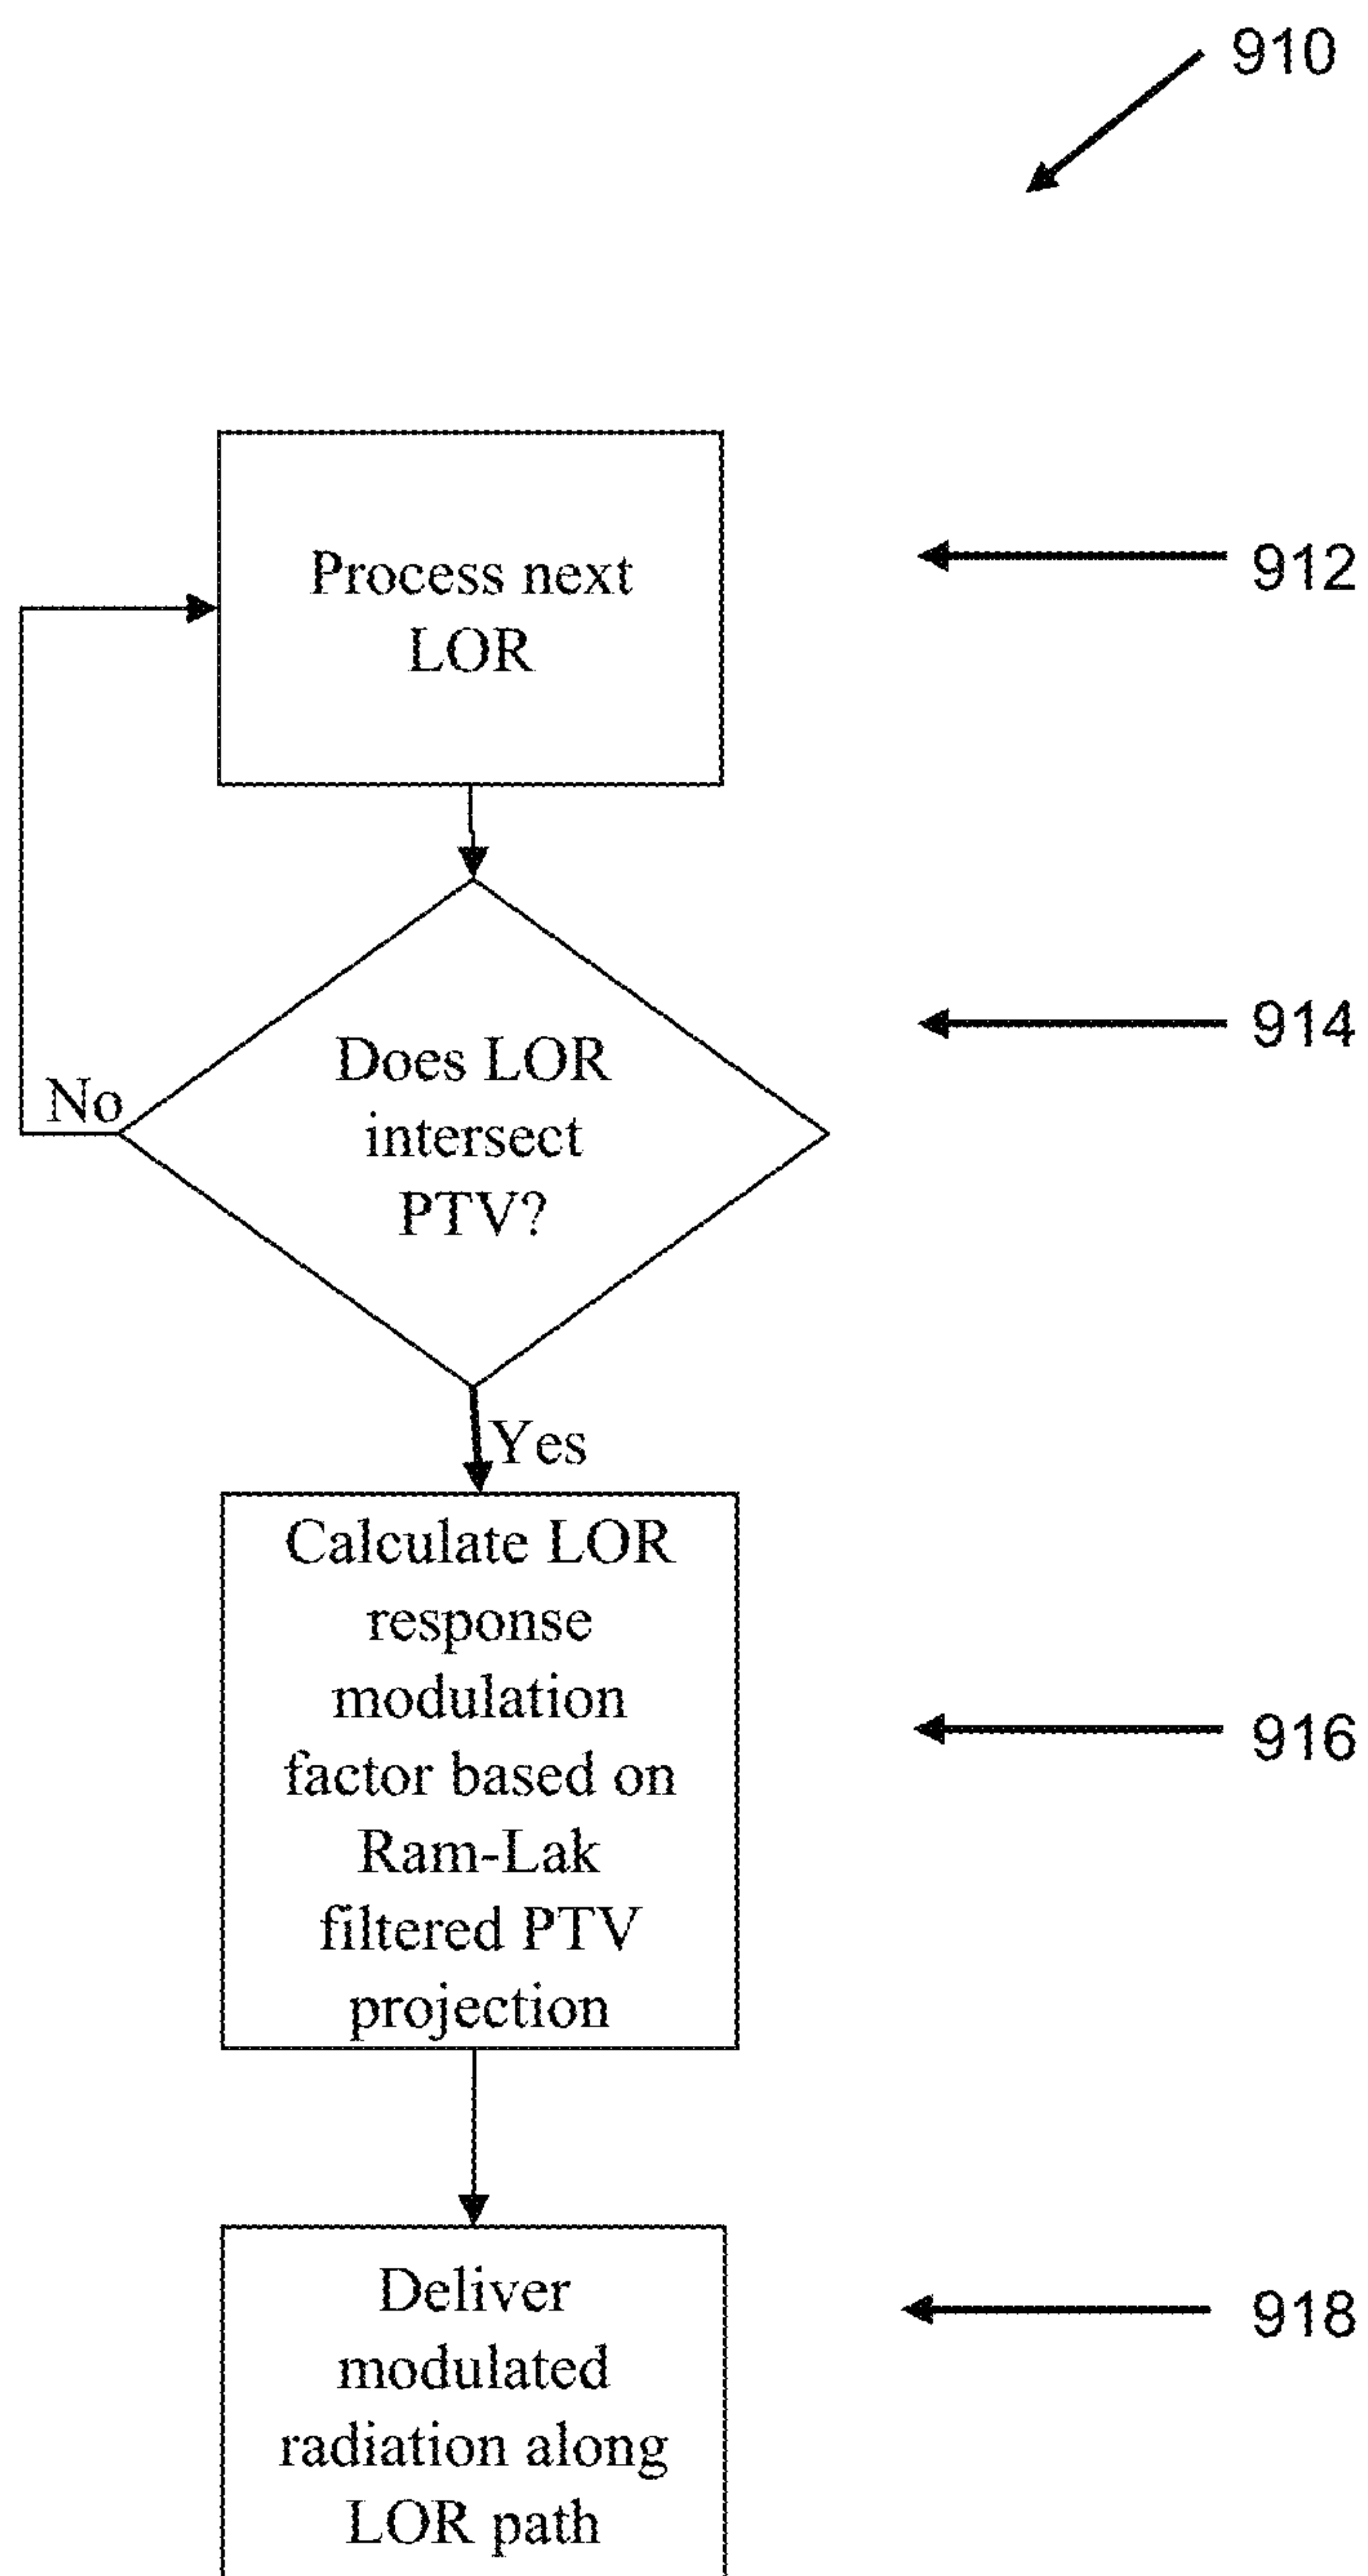 910
Process next
LOR
912
Does LOR
intersect
PTV?
914
No
Yes
Calculate LOR
response
modulation
factor based on
Ram-Lak
filtered PTV
projection
916
Deliver
modulated
radiation along
LOR path
918